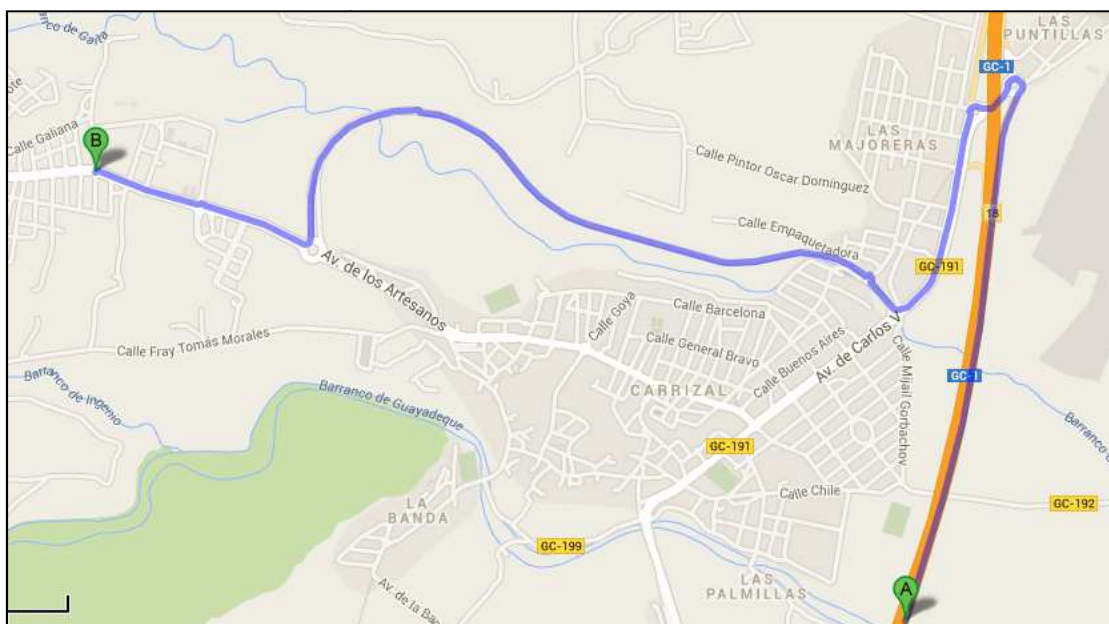 Barranco de Gaita
LAS
PUNTILLAS
GC-1
Calle Galiana
B
LAS
MAJORERAS
Calle Pintor Oscar Domínguez
18
Calle Empaquetadora
GC-191
Av. de los Artesanos
Calle Barcelona
Calle Goya
Calle Fray Tomás Morales
Calle General Bravo
Calle Buenos Aires
Av. de Carlos V
Calle Mijail Gorbachov
GC-1
Barranco
de Ingenio
Barranco de Guayadeque
CARRIZAL
Barranco
GC-191
Calle Chile
GC-192
LA
BANDA
GC-199
LAS
PALMILLAS
Av. de la
A